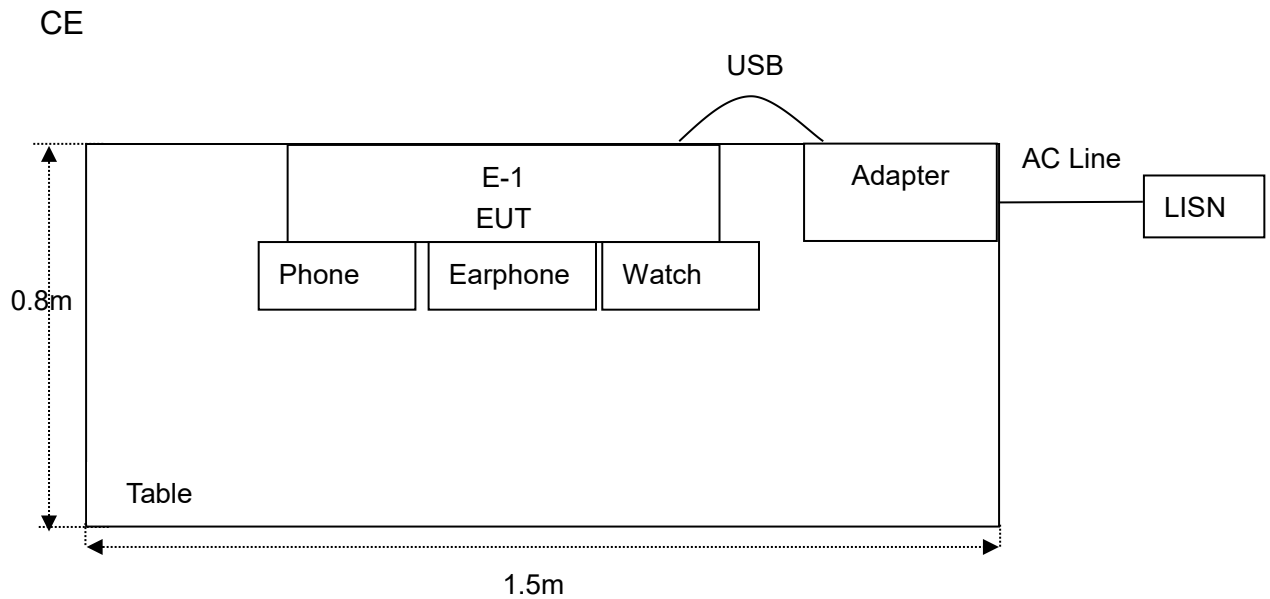 CE
USB
E-1
EUT
Adapter
AC Line
LISN
Phone
Earphone
Watch
0.8m
Table
1.5m